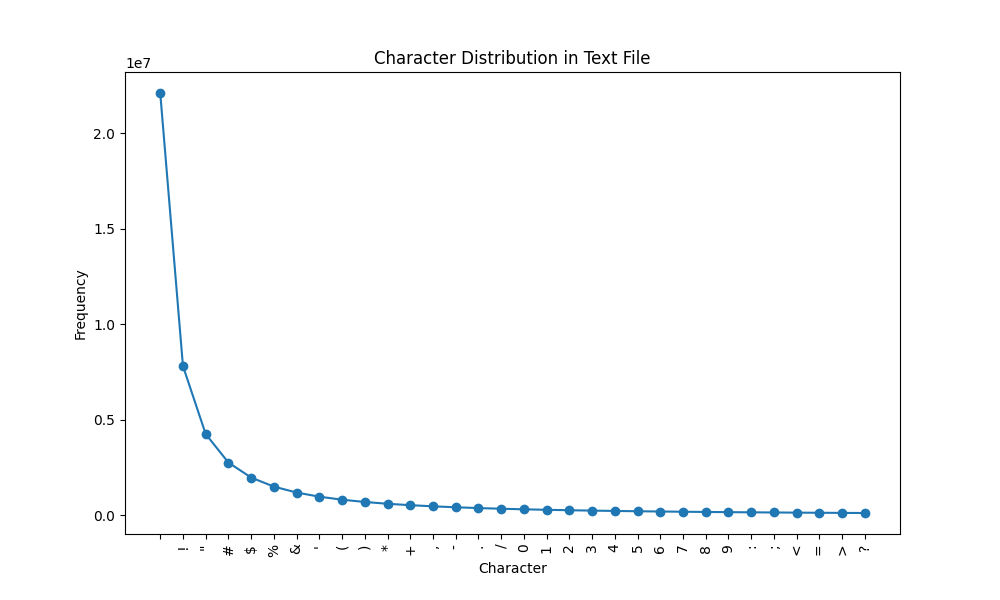 Character Distribution in Text File
1e7
2.0
1.5
1.0
0.5
0.0
Frequency
! " # $ % & ' ( ) * + , - . / 0 1 2 3 4 5 6 7 8 9 : ; < = > ?
Character